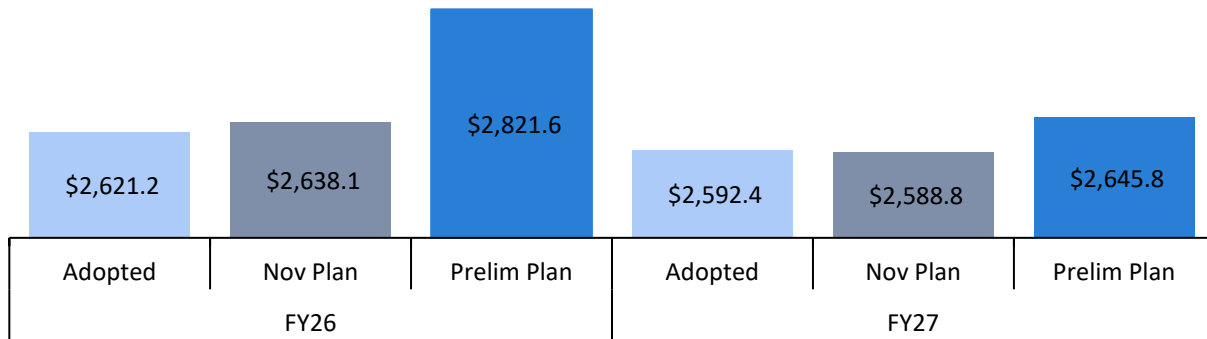 $2,821.6
$2,621.2 $2,638.1 $2,592.4 $2,588.8 $2,645.8
Adopted Nov Plan Prelim Plan Adopted Nov Plan Prelim Plan
FY26 FY27